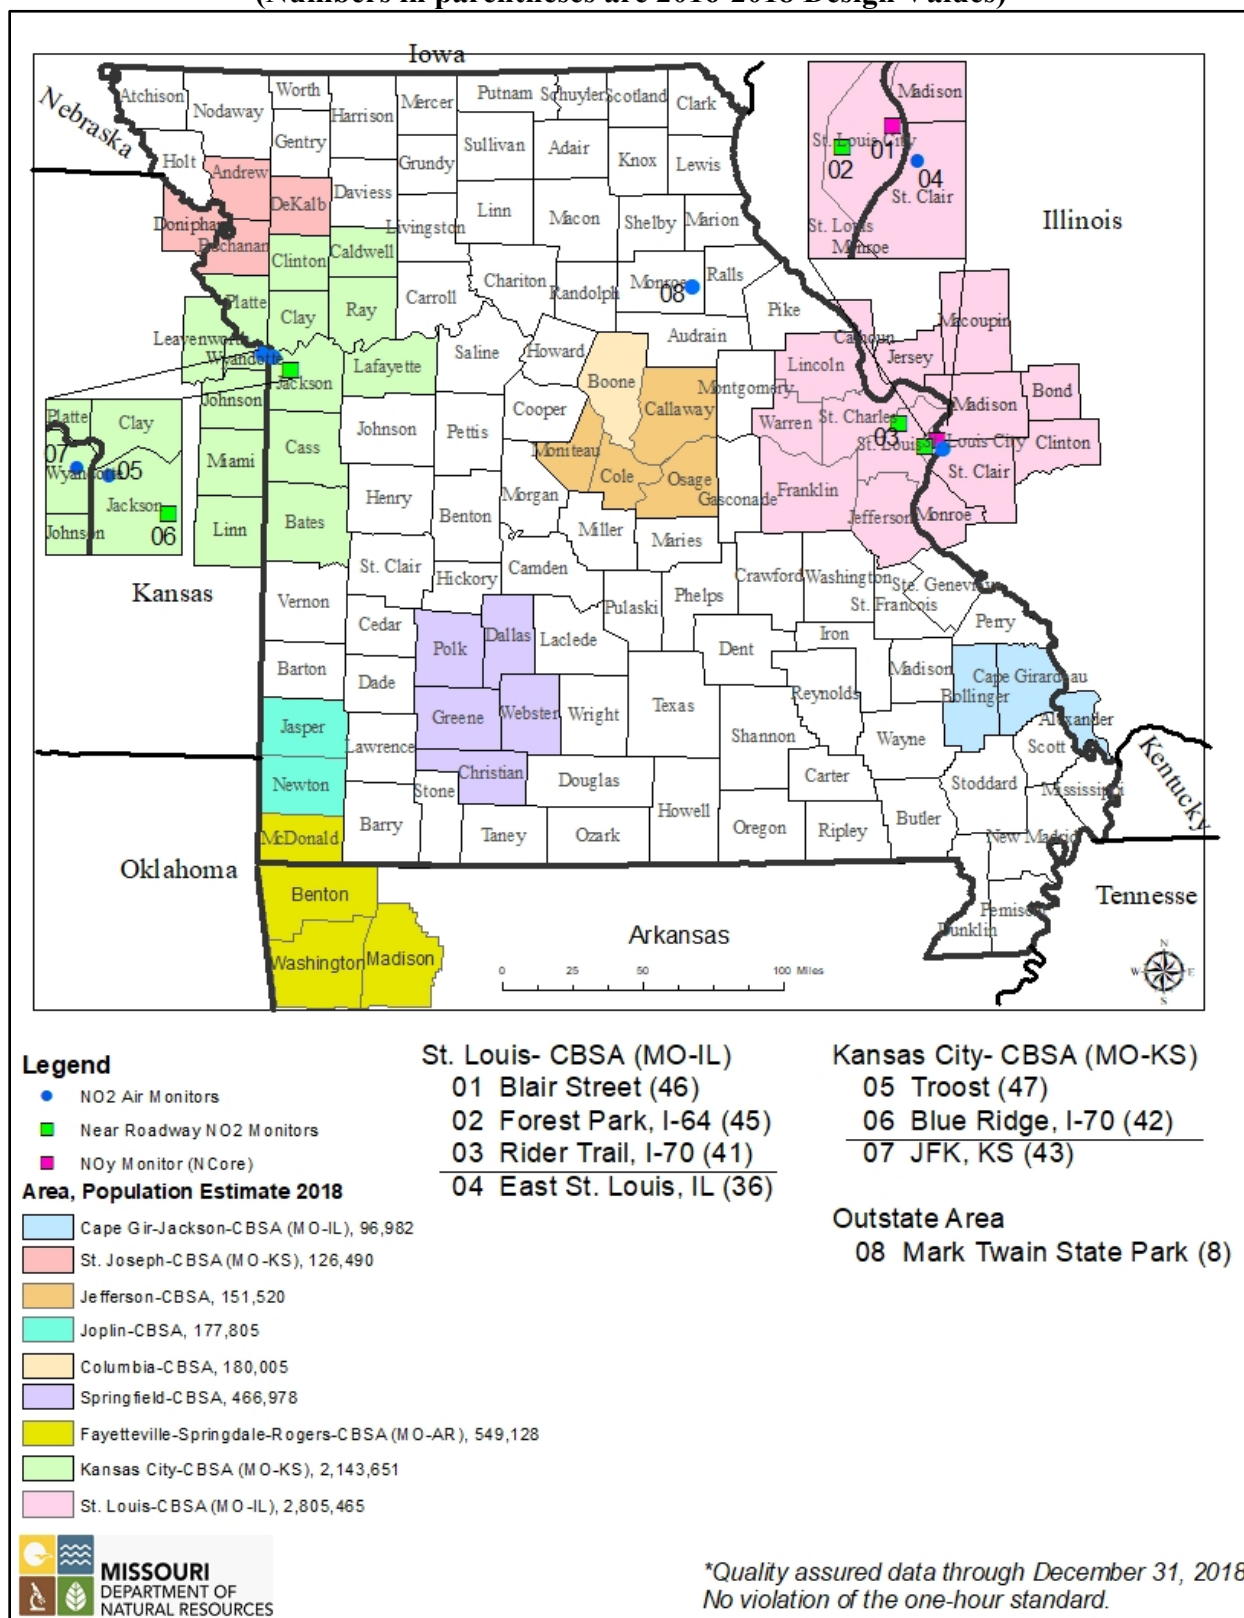 (Numbers in parentheses are 2016-2018 Design Values)
Iowa
Nebraska
Illinois
Kansas
Oklahoma
Arkansas
Tennesse
Kentucky
Atchison
Nodaway
Worth
Harrison
Mercer
Putnam
Schuyler
Scotland
Clark
Gentry
Sullivan
Adair
Knox
Lewis
Holt
Andrew
DeKalb
Daviess
Grundy
Linn
Macon
Shelby
Marion
Doniphan
Buchanan
Clinton
Caldwell
Livingston
Chariton
Randolph
Monroe
08
Ralls
Pike
Platte
Clay
Ray
Carroll
Audrain
Leavenworth
Wyandotte
Jackson
Lafayette
Saline
Howard
Boone
Callaway
Montgomery
Lincoln
Calhoun
Jersey
Macoupin
Johnson
Cass
Johnson
Pettis
Cooper
Moniteau
Cole
Osage
Gasconade
Warren
St. Charles
03
St. Louis
St. Louis City
Madison
Bond
Clinton
St. Clair
Franklin
Jefferson
Monroe
Miami
Linn
Bates
Henry
Benton
Morgan
Miller
Maries
St. Clair
Hickory
Camden
Pulaski
Phelps
Crawford
Washington
Ste. Genevieve
St. Francois
Perry
Vernon
Cedar
Polk
Dallas
Laclede
Dent
Iron
Madison
Bollinger
Cape Girardeau
Alexander
Barton
Dade
Greene
Webster
Wright
Texas
Reynolds
Shannon
Wayne
Scott
Jasper
Lawrence
Christian
Douglas
Carter
Stoddard
Mississippi
Newton
Stone
Howell
Butler
New Madrid
McDonald
Barry
Taney
Ozark
Oregon
Ripley
Pemiscot
Dunklin
Benton
Washington
Madison
Madison
St. Louis City
01
02
04
St. Clair
St. Louis
Monroe
Platte
Clay
07
Wyandotte
05
Jackson
06
Johnson
0 25 50 100 Miles
N
W E
S
Legend
NO2 Air Monitors
Near Roadway NO2 Monitors
NOy Monitor (NCore)
Area, Population Estimate 2018
Cape Gir-Jackson-CBSA (MO-IL), 96,982
St. Joseph-CBSA (MO-KS), 126,490
Jefferson-CBSA, 151,520
Joplin-CBSA, 177,805
Columbia-CBSA, 180,005
Springfield-CBSA, 466,978
Fayetteville-Springdale-Rogers-CBSA (MO-AR), 549,128
Kansas City-CBSA (MO-KS), 2,143,651
St. Louis-CBSA (MO-IL), 2,805,465
St. Louis- CBSA (MO-IL)
01 Blair Street (46)
02 Forest Park, I-64 (45)
03 Rider Trail, I-70 (41)
04 East St. Louis, IL (36)
Kansas City- CBSA (MO-KS)
05 Troost (47)
06 Blue Ridge, I-70 (42)
07 JFK, KS (43)
Outstate Area
08 Mark Twain State Park (8)
MISSOURI
DEPARTMENT OF
NATURAL RESOURCES
*Quality assured data through December 31, 2018
No violation of the one-hour standard.